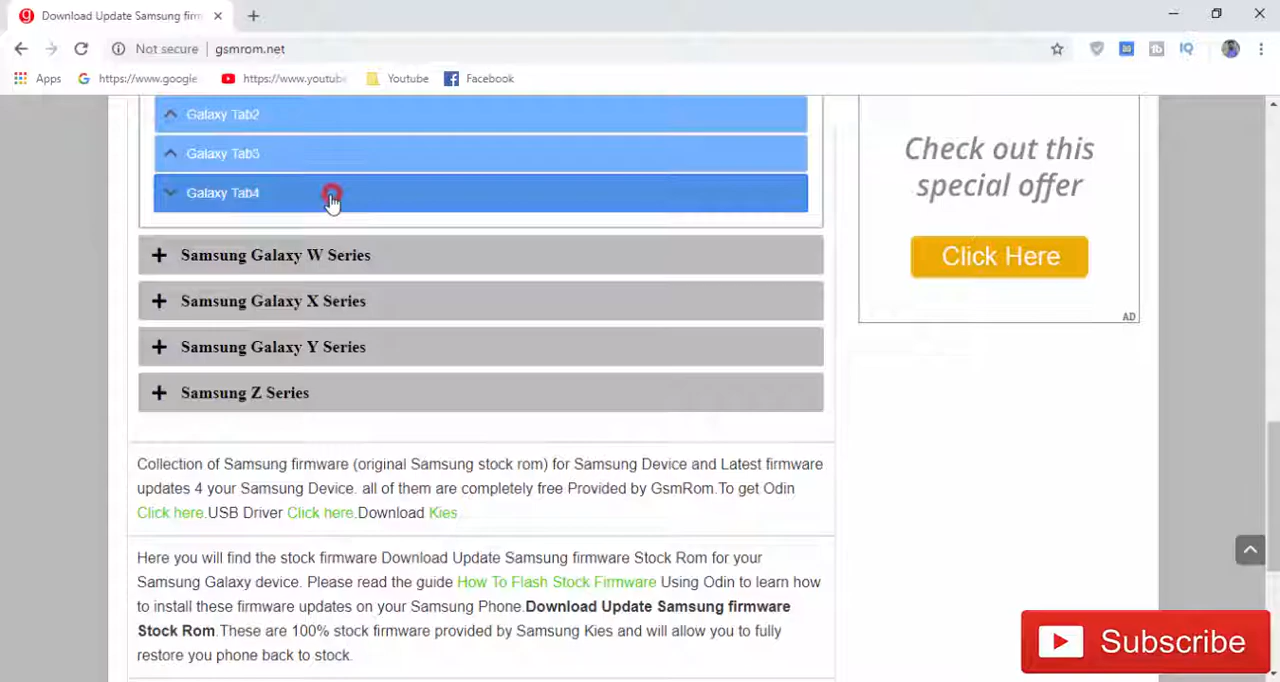 Download Update Samsung firm
Not secure
gsmrom.net
Apps
https://www.google
https://www.youtub
Youtube
Facebook
Galaxy Tab2
Galaxy Tab3
Galaxy Tab4
Samsung Galaxy W Series
Samsung Galaxy X Series
Samsung Galaxy Y Series
Samsung Z Series
Collection of Samsung firmware (original Samsung stock rom) for Samsung Device and Latest firmware
updates 4 your Samsung Device. all of them are completely free Provided by GsmRom.To get Odin
Click here.USB Driver Click here.Download Kies.
Here you will find the stock firmware Download Update Samsung firmware Stock Rom for your
Samsung Galaxy device. Please read the guide How To Flash Stock Firmware Using Odin to learn how
to install these firmware updates on your Samsung Phone.Download Update Samsung firmware
Stock Rom.These are 100% stock firmware provided by Samsung Kies and will allow you to fully
restore you phone back to stock.
Check out this
special offer
Click Here
AD
Subscribe